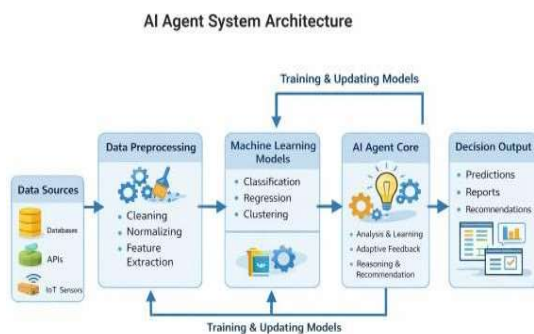 AI Agent System Architecture
Training & Updating Models
Data Sources
Databases
APIs
IoT Sensors
Data Preprocessing
Cleaning
Normalizing
Feature
Extraction
Machine Learning
Models
Classification
Regression
Clustering
AI Agent Core
Analysis & Learning
Adaptive Feedback
Reasoning &
Recommendation
Decision Output
Predictions
Reports
Recommendations
Training & Updating Models